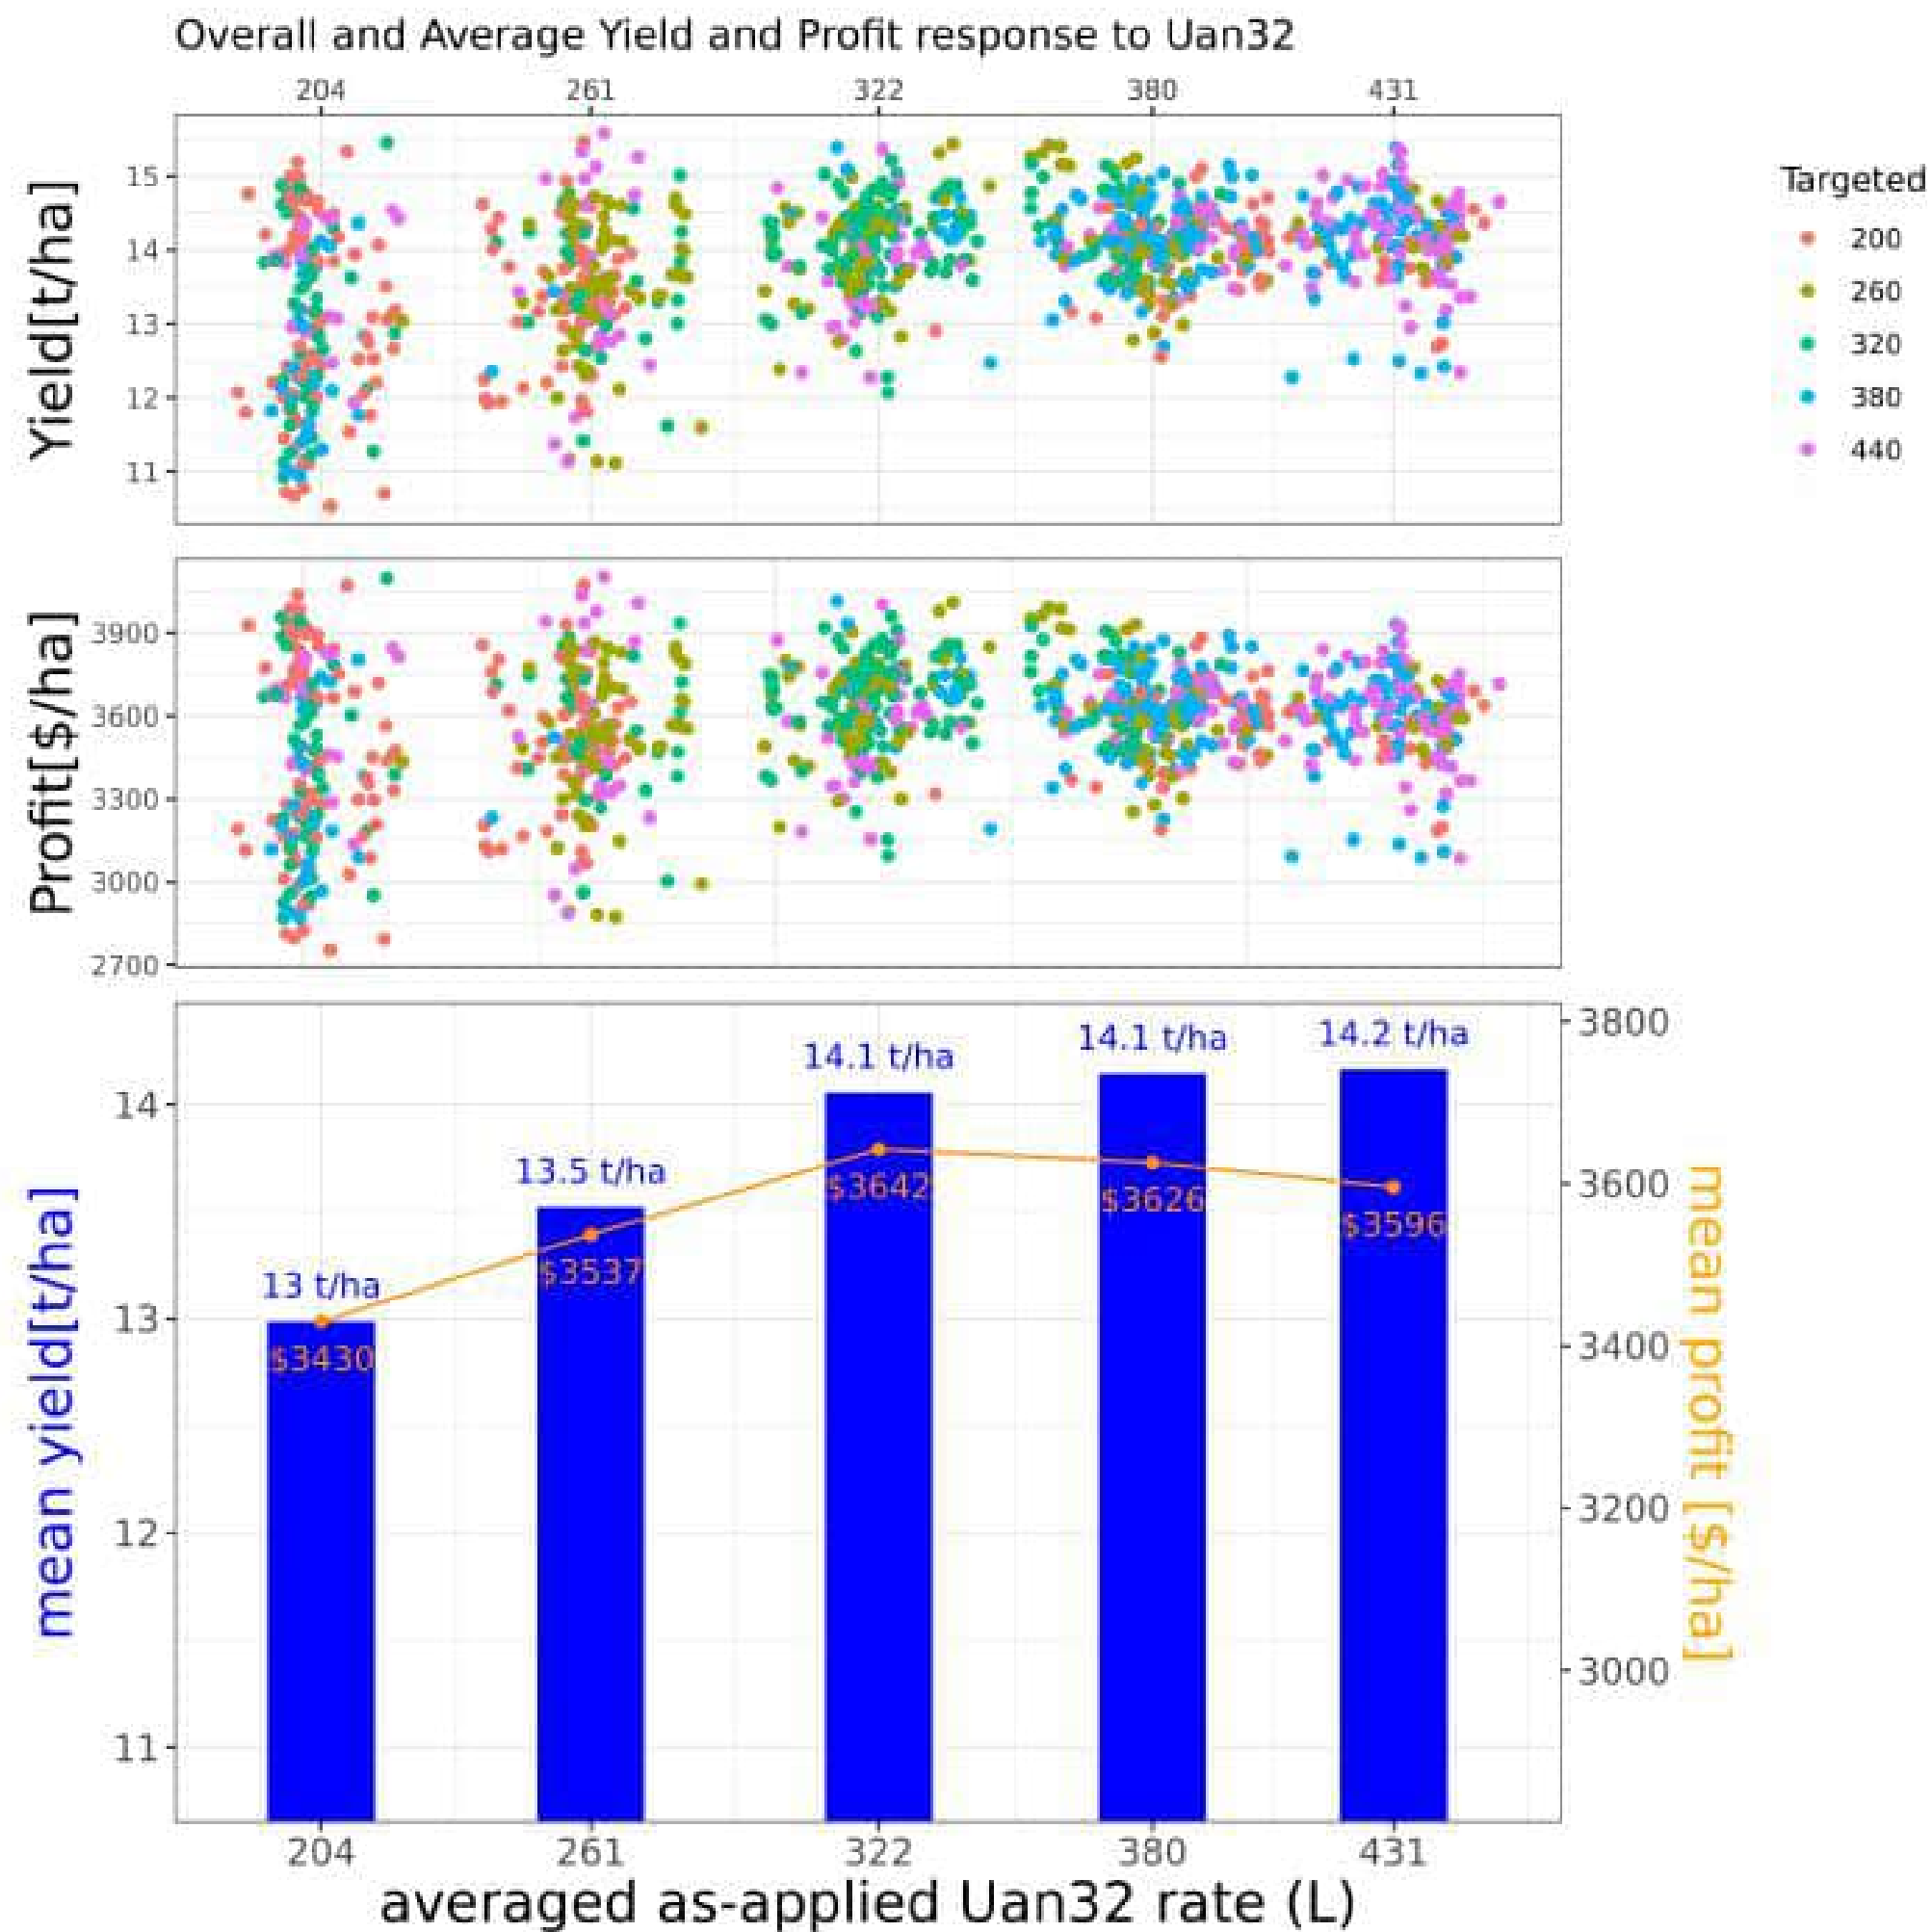 Overall and Average Yield and Profit response to Uan32
204 261 322 380 431
Yield[t/ha]
15
14
13
12
11
Targeted
200
260
320
380
440
Profit[$/ha]
3900
3600
3300
3000
2700
mean yield[t/ha]
14
13
12
11
13 t/ha
13.5 t/ha
14.1 t/ha
14.1 t/ha
14.2 t/ha
$3430
$3537
$3642
$3626
$3596
3800
3600
3400
3200
3000
mean profit [$/ha]
204 261 322 380 431
averaged as-applied Uan32 rate (L)